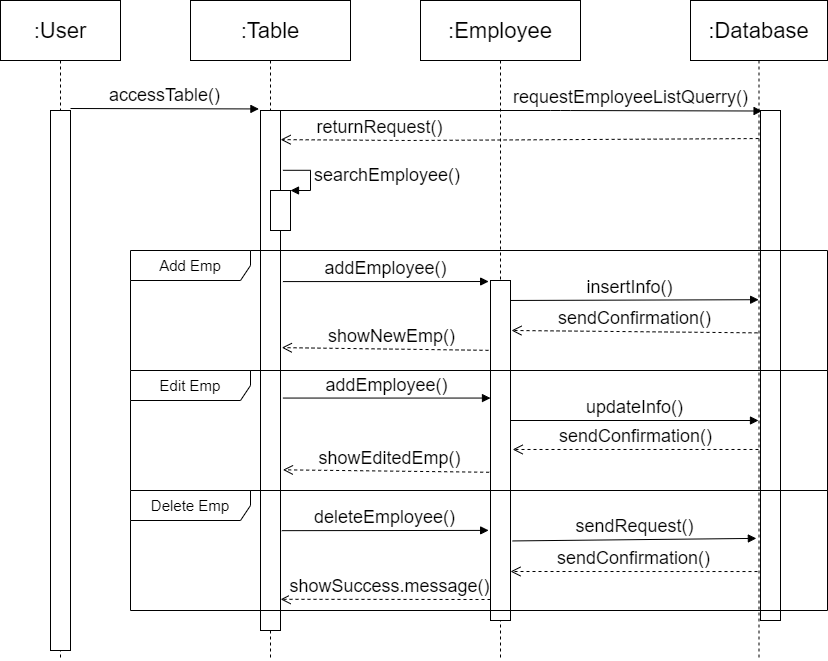 :User
:Table
:Employee
:Database
accessTable()
requestEmployeeListQuerry()
returnRequest()
searchEmployee()
Add Emp
addEmployee()
insertInfo()
sendConfirmation()
showNewEmp()
Edit Emp
addEmployee()
updateInfo()
sendConfirmation()
showEditedEmp()
Delete Emp
deleteEmployee()
sendRequest()
sendConfirmation()
showSuccess.message()